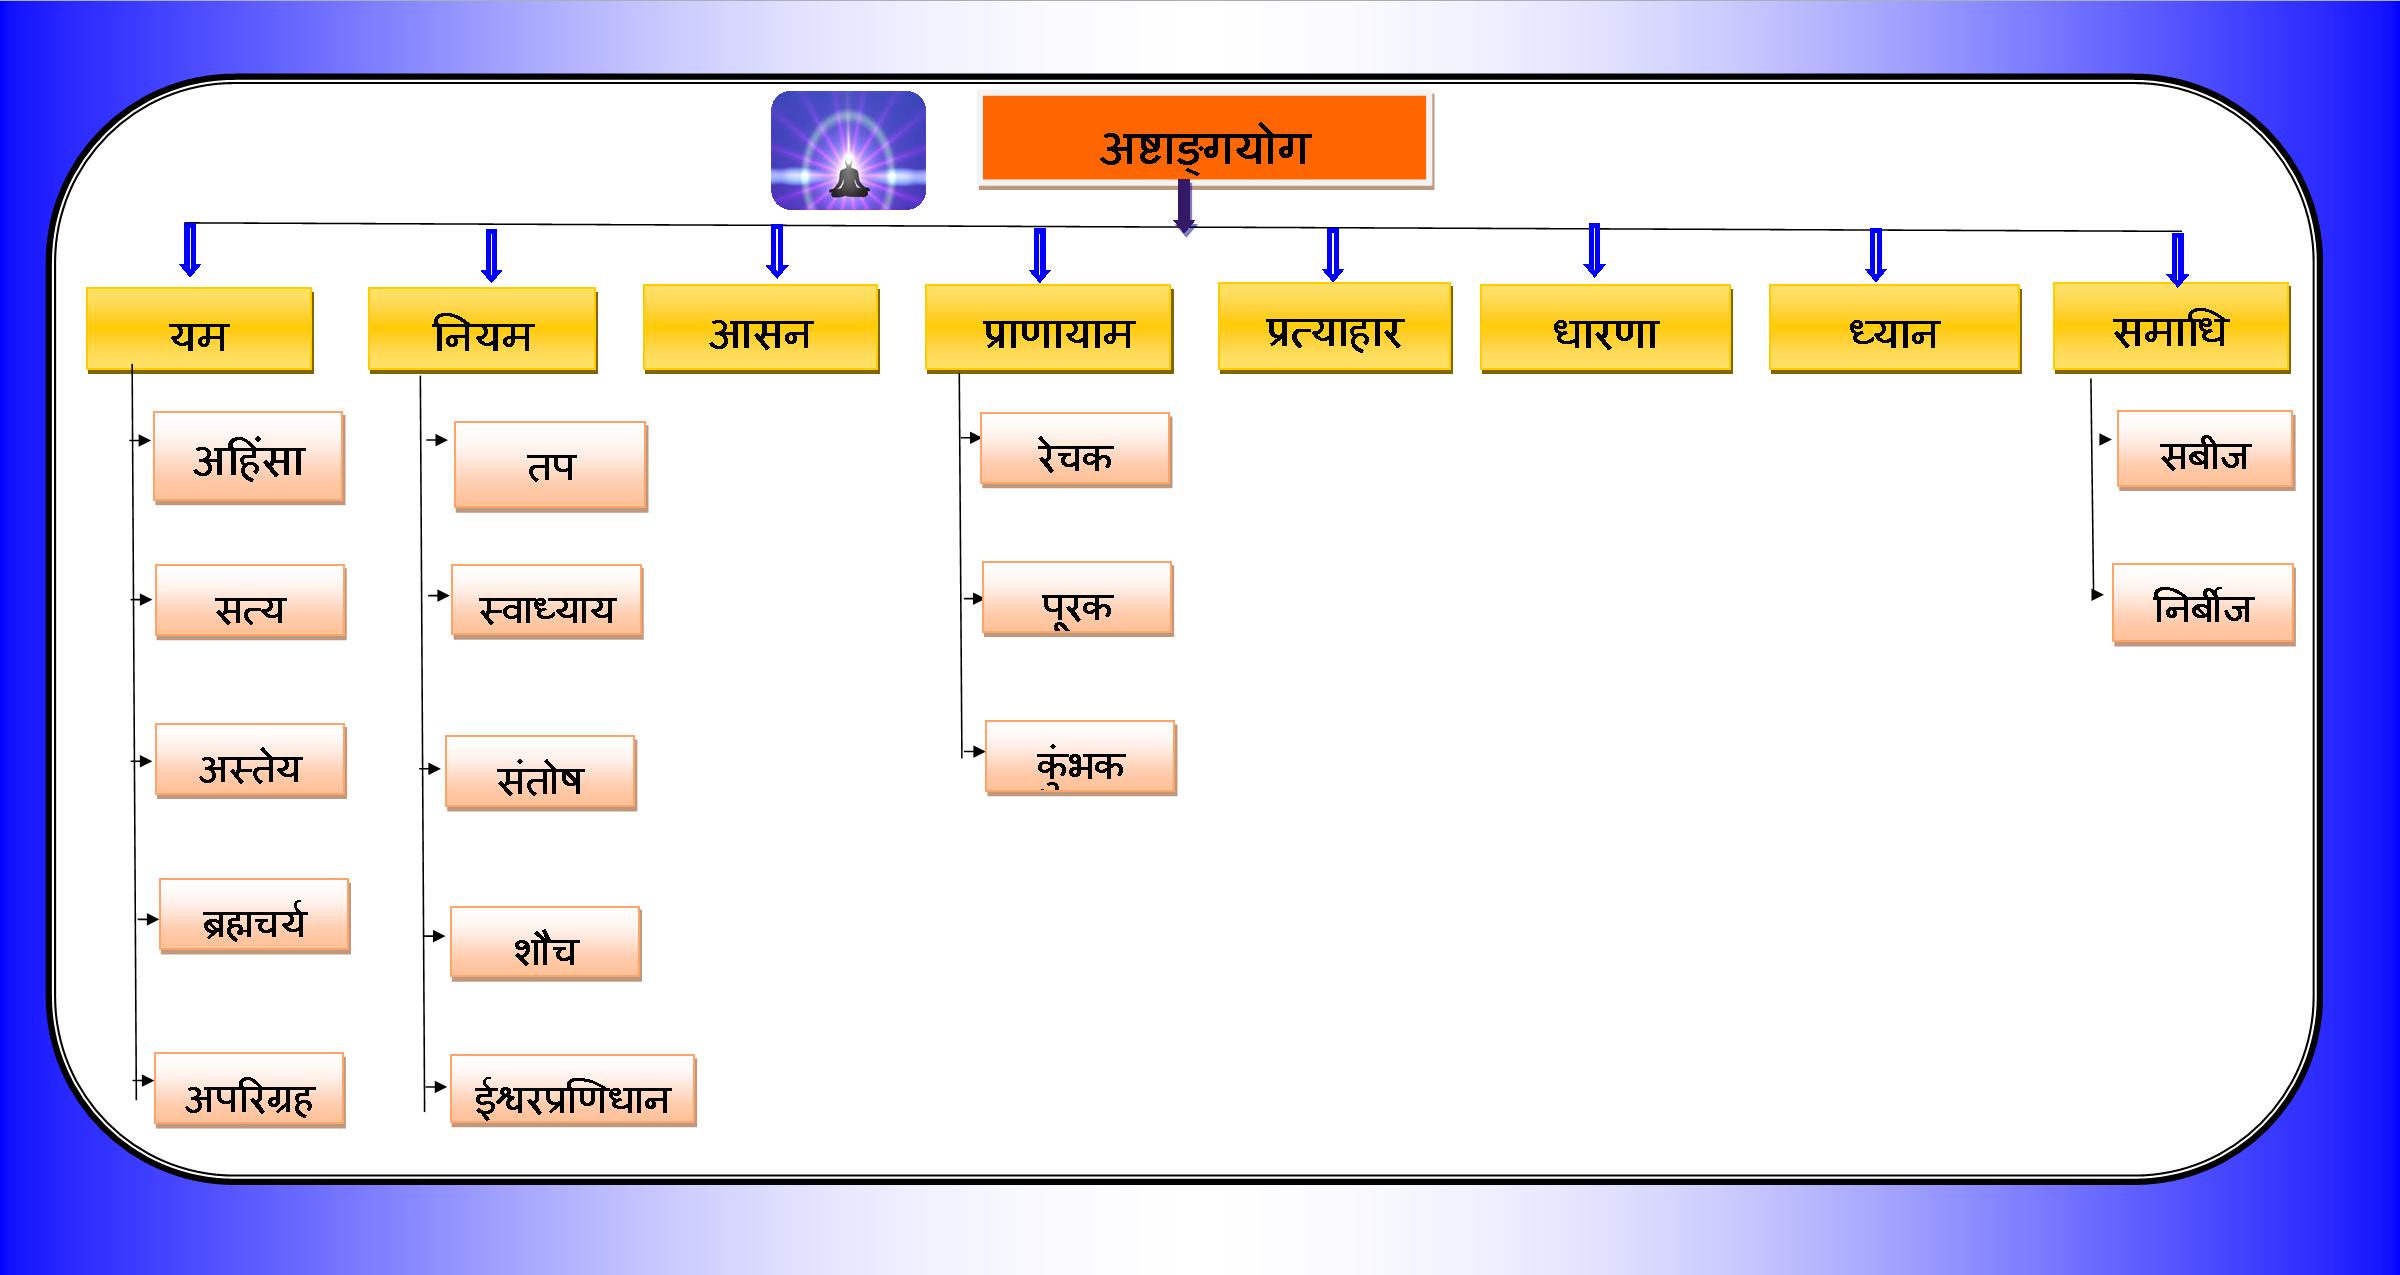 अष्टाङ्गयोग
यम
नियम
आसन
प्राणायाम
प्रत्याहार
धारणा
ध्यान
समाधि
अहिंसा
सत्य
अस्तेय
ब्रह्मचर्य
अपरिग्रह
तप
स्वाध्याय
संतोष
शौच
ईश्वरप्रणिधान
रेचक
पूरक
कुंभक
सबीज
निर्बीज